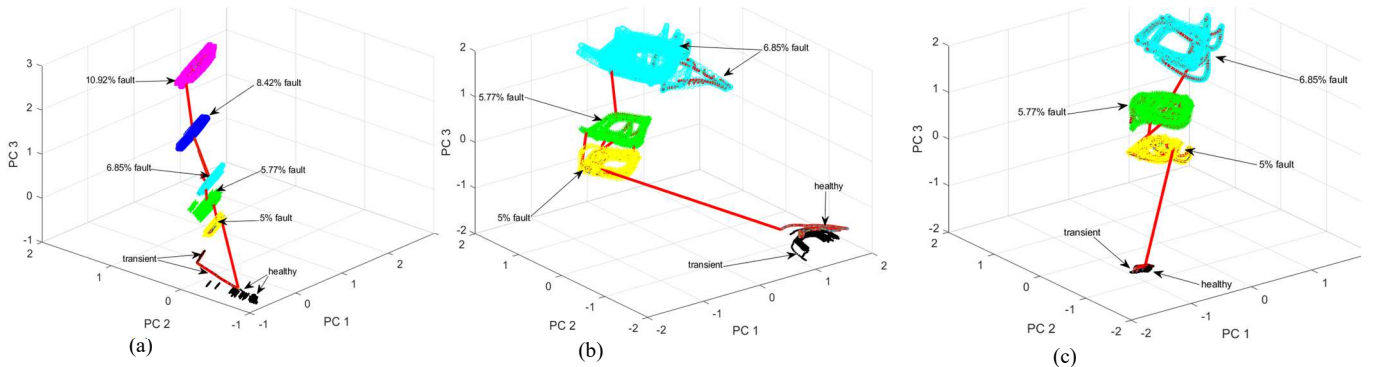 3
2
1
0
-1
PC 3
10.92% fault
8.42% fault
6.85% fault
5.77% fault
5% fault
transient
healthy
2
1
0
-1
PC 2
-1
0
1
2
PC 1
(a)
2
1
0
-1
-2
PC 3
6.85% fault
5.77% fault
5% fault
healthy
transient
2
1
0
-1
-2
PC 2
-2
-1
0
1
2
PC 1
(b)
2
1
0
-1
-2
PC 3
6.85% fault
5.77% fault
5% fault
transient
healthy
2
1
0
-1
-2
PC 2
-2
-1
0
1
PC 1
(c)